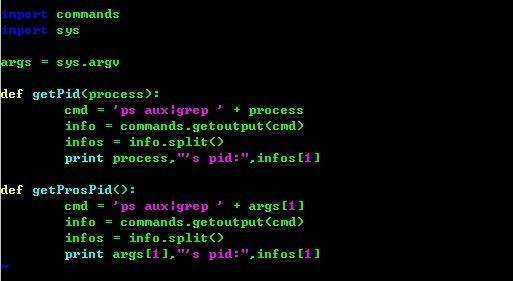 import commands
import sys

args = sys.argv

def getPid(process):
        cmd = 'ps aux|grep ' + process
        info = commands.getoutput(cmd)
        infos = info.split()
        print process,"'s pid:",infos[1]

def getProsPid():
        cmd = 'ps aux|grep ' + args[1]
        info = commands.getoutput(cmd)
        infos = info.split()
        print args[1],"'s pid:",infos[1]
~